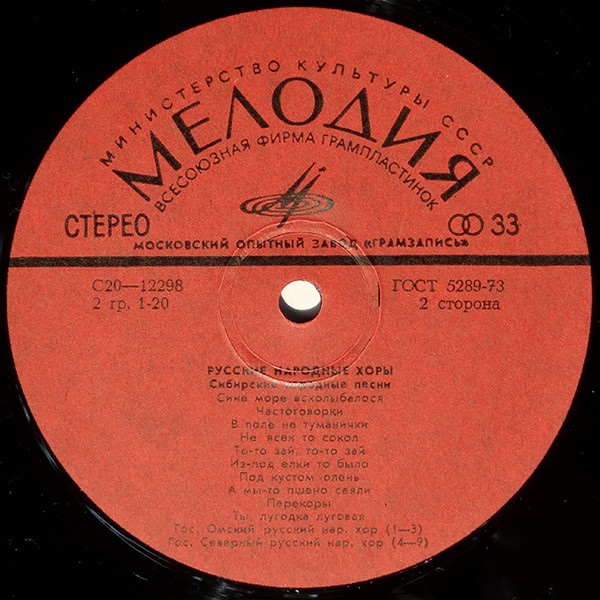 МИНИСТЕРСТВО КУЛЬТУРЫ СССР
МЕЛОДИЯ
ВСЕСОЮЗНАЯ ФИРМА ГРАМПЛАСТИНОК
СТЕРЕО
33
МОСКОВСКИЙ ОПЫТНЫЙ ЗАВОД «ГРАМЗАПИСЬ»
С20—12298
ГОСТ 5289-73
2 гр. 1-20
2 сторона
РУССКИЕ НАРОДНЫЕ ХОРЫ
Сибирские народные песни
Сине море всколыбалося
Частоговорки
В поле не туманички
Не ясен то сокол
То-то зай, то-то зай
Из-под елки то было
Под кустом олень
А мы-то пшено сеяли
Перекоры
Ты, лугодка луговая
Гос. Омский русский нар. хор (1—3)
Гос. Северный русский нар. хор (4—9)